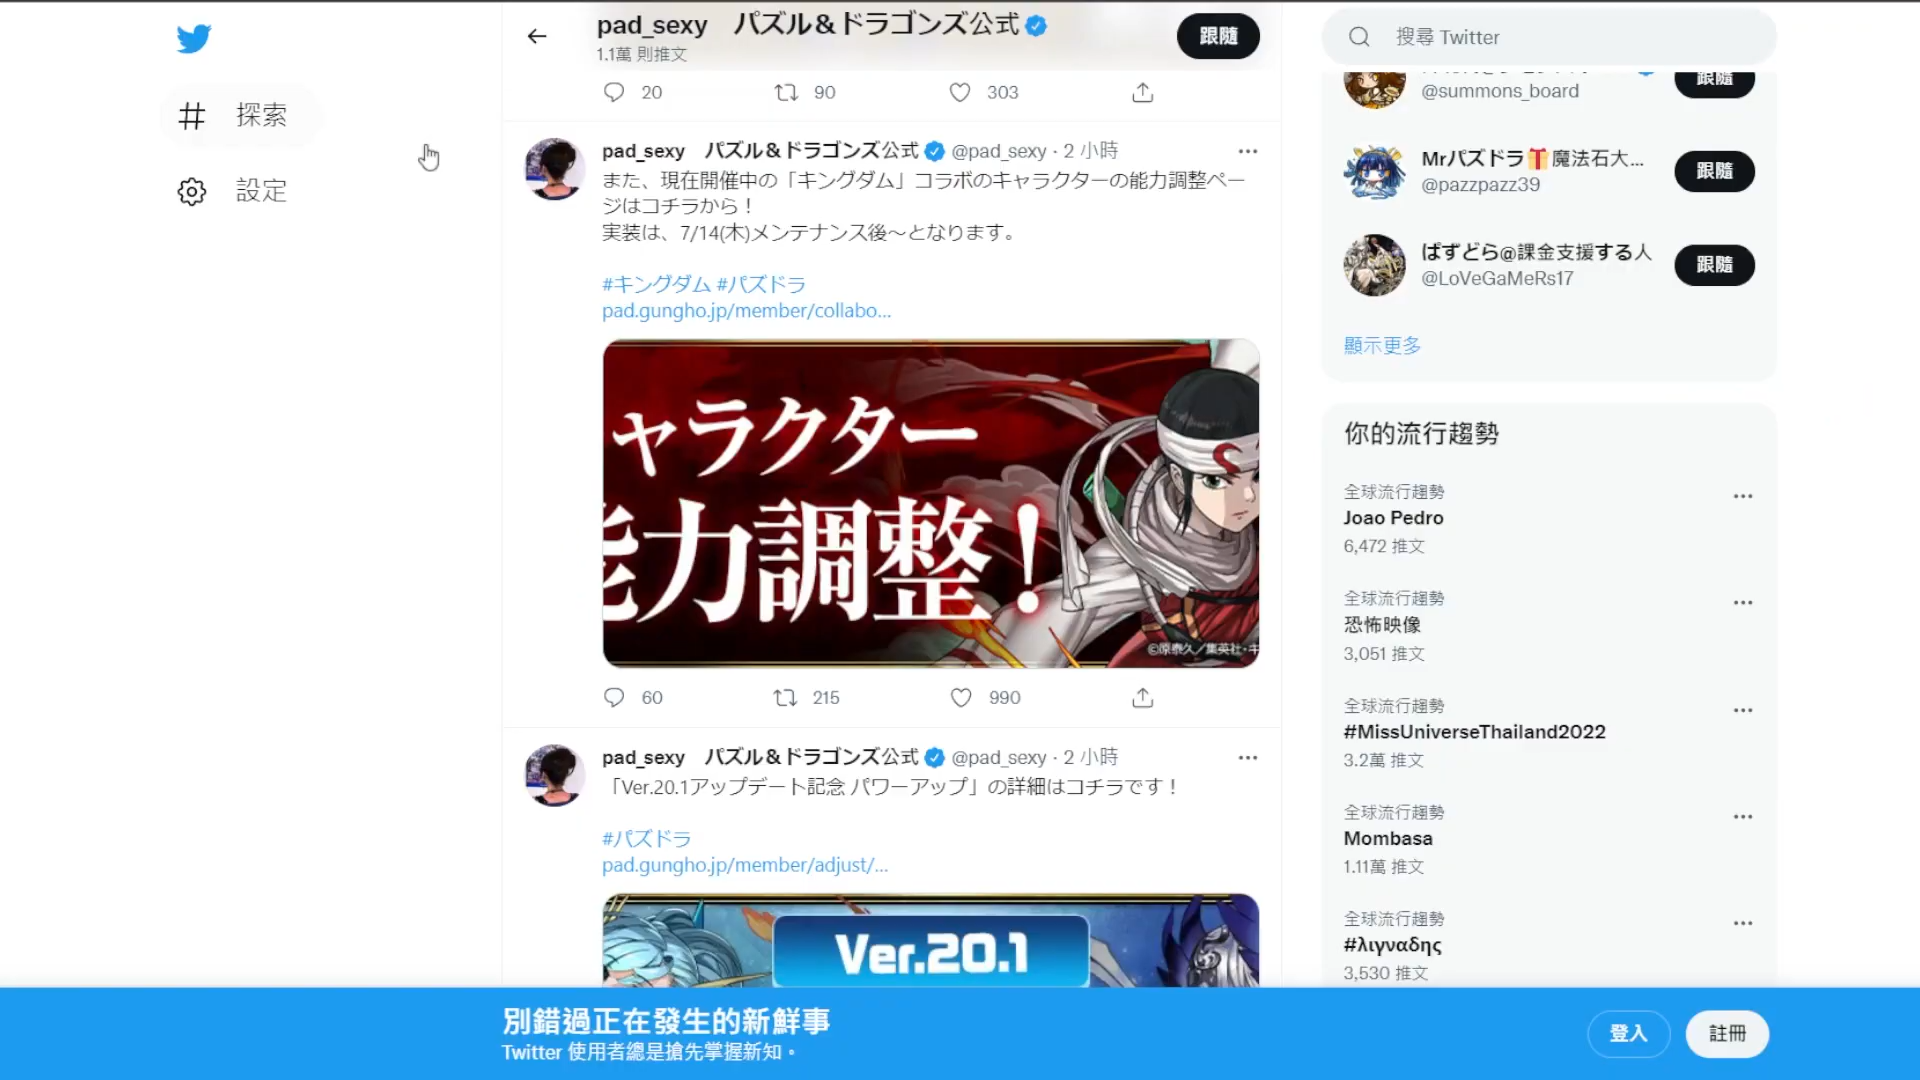 探索
設定
pad_sexy パズル＆ドラゴンズ公式
1.1萬 則推文
跟隨
20 90 303
pad_sexy パズル＆ドラゴンズ公式 @pad_sexy · 2 小時
また、現在開催中の「キングダム」コラボのキャラクターの能力調整ペー
ジはコチラから！
実装は、7/14(木)メンテナンス後～となります。
#キングダム #パズドラ
pad.gungho.jp/member/collabo...
ャラクター
能力調整！
©原泰久／集英社・キ
60 215 990
pad_sexy パズル＆ドラゴンズ公式 @pad_sexy · 2 小時
「Ver.20.1アップデート記念 パワーアップ」の詳細はコチラです！
#パズドラ
pad.gungho.jp/member/adjust/...
Ver.20.1
搜尋 Twitter
@summons_board
跟隨
Mrパズドラ🎁魔法石大...
@pazzpazz39
跟隨
ぱずどら@課金支援する人
@LoVeGaMeRs17
跟隨
顯示更多
你的流行趨勢
全球流行趨勢
Joao Pedro
6,472 推文
全球流行趨勢
恐怖映像
3,051 推文
全球流行趨勢
#MissUniverseThailand2022
3.2萬 推文
全球流行趨勢
Mombasa
1.11萬 推文
全球流行趨勢
#λιγναδης
3,530 推文
別錯過正在發生的新鮮事
Twitter 使用者總是搶先掌握新知。
登入
註冊